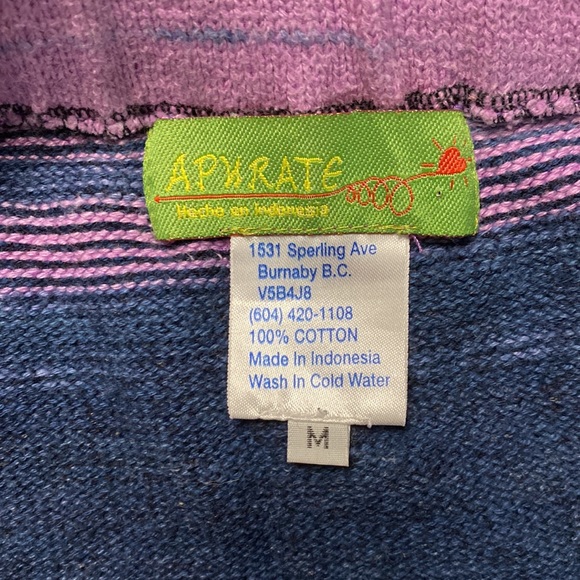 APURATE
Hecho en Indonesia
1531 Sperling Ave
Burnaby B.C.
V5B4J8
(604) 420-1108
100% COTTON
Made In Indonesia
Wash In Cold Water
M